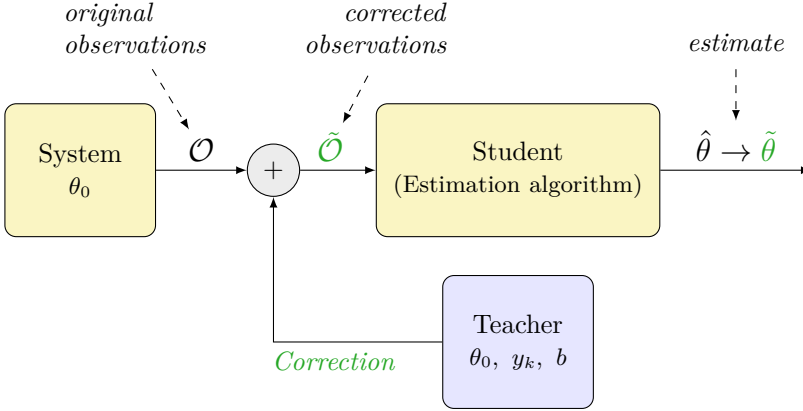 original
observations
corrected
observations
estimate
System
θ₀
𝒪
+
𝒪̃
Student
(Estimation algorithm)
θ̂ → θ̃
Teacher
θ₀, yₖ, b
Correction